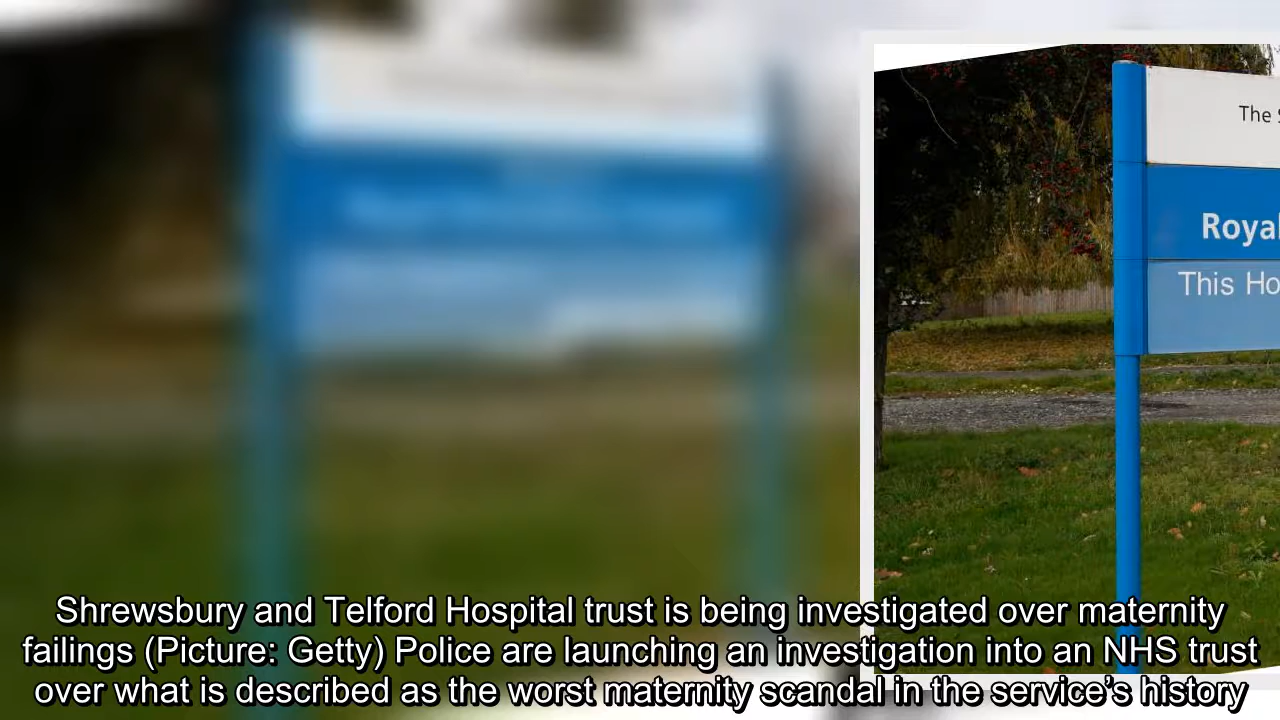 The
Royal
This Ho
Shrewsbury and Telford Hospital trust is being investigated over maternity
failings (Picture: Getty) Police are launching an investigation into an NHS trust
over what is described as the worst maternity scandal in the service’s history